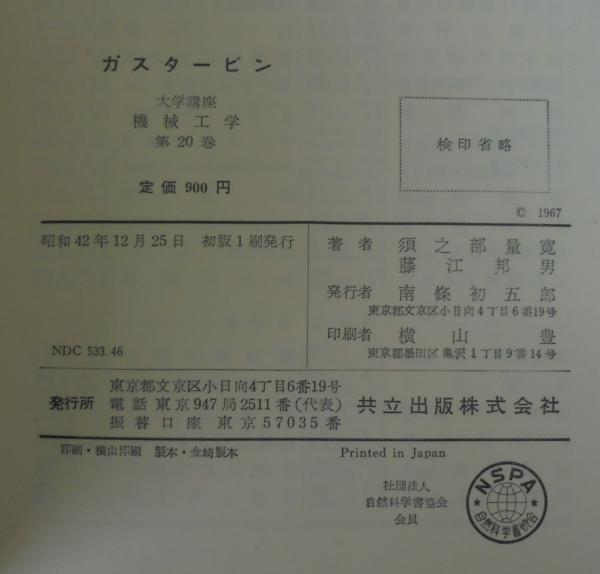 ガスタービン
大学講座
機械工学
第20巻
検印省略
定価 900 円
© 1967
昭和42年12月25日 初版1刷発行
NDC 533.46
著者 須之部量寛
藤江邦男
発行者 南條初五郎
東京都文京区小日向4丁目6番19号
印刷者 横山豊
東京都墨田区亀沢1丁目9番14号
発行所
東京都文京区小日向4丁目6番19号
電話 東京947局2511番(代表)
振替口座 東京57035番
共立出版株式会社
印刷・横山印刷 製本・金崎製本
Printed in Japan
社団法人
自然科学書協会
会員
NSPA
自然科学書協会